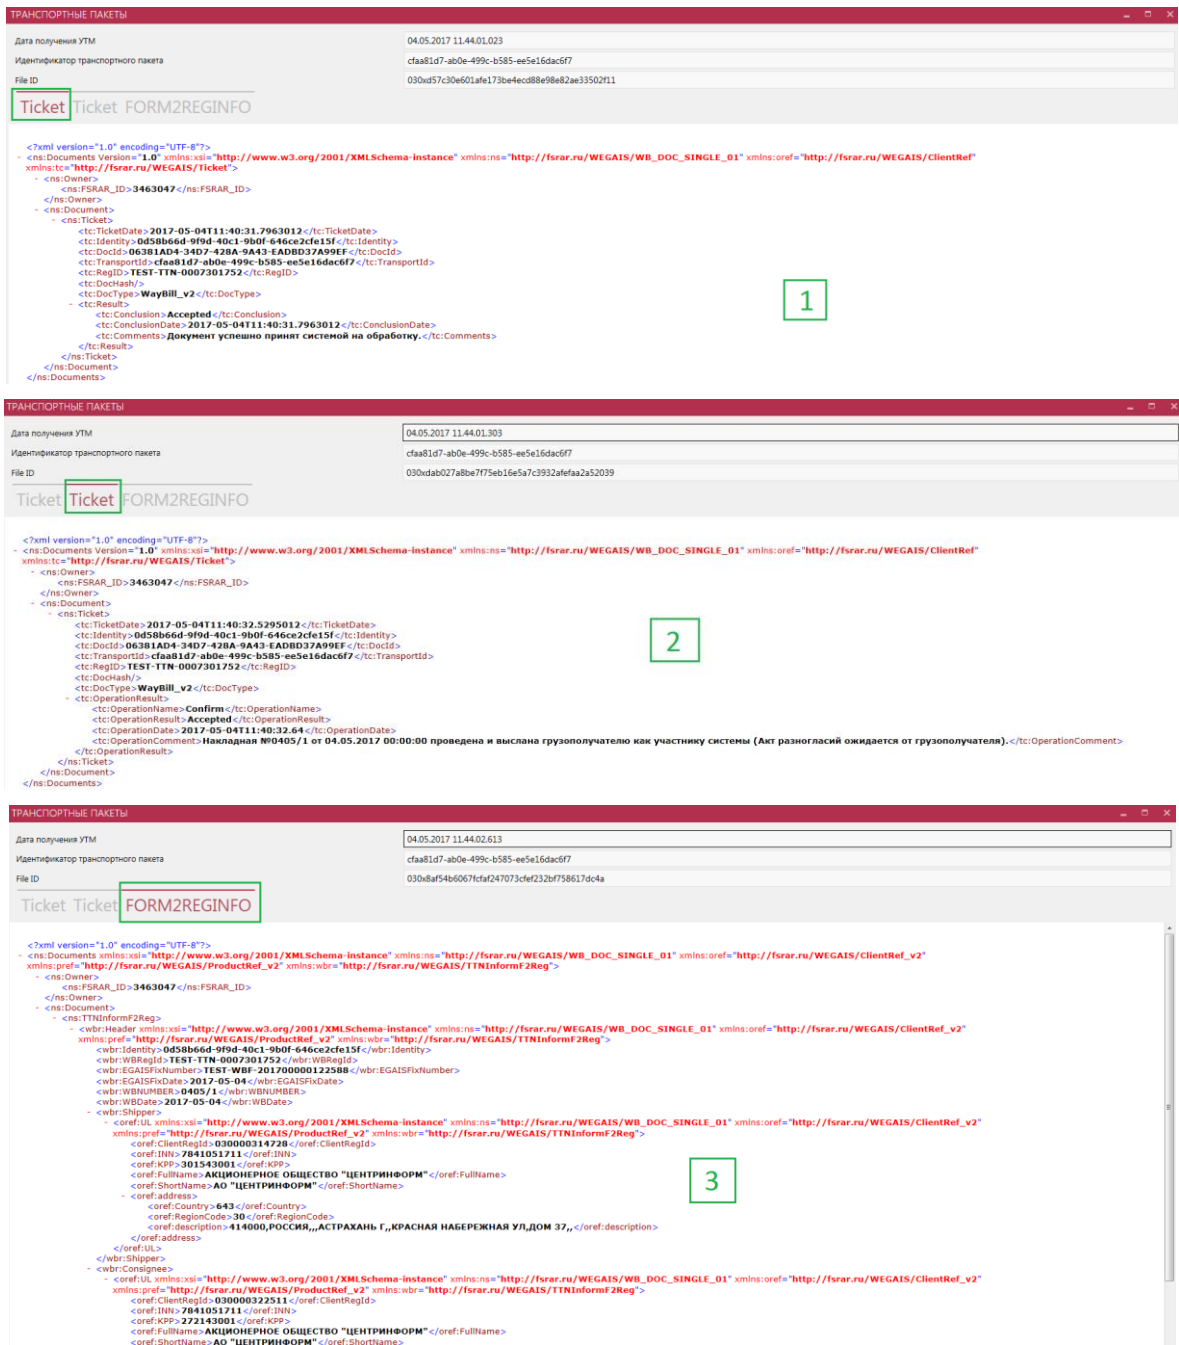 ТРАНСПОРТНЫЕ ПАКЕТЫ
Дата получения УТМ 04.05.2017 11.44.01.023
Идентификатор транспортного пакета cfaa81d7-ab0e-499c-b585-ee5e16dac6f7
File ID 030xd57c30e601afe173be4ecd88e98e82ae33502f11
Ticket Ticket FORM2REGINFO
<?xml version="1.0" encoding="UTF-8"?>
- <ns:Documents Version="1.0" xmlns:xsi="http://www.w3.org/2001/XMLSchema-instance" xmlns:ns="http://fsrar.ru/WEGAIS/WB_DOC_SINGLE_01" xmlns:oref="http://fsrar.ru/WEGAIS/ClientRef"
xmlns:tc="http://fsrar.ru/WEGAIS/Ticket">
- <ns:Owner>
<ns:FSRAR_ID>3463047</ns:FSRAR_ID>
</ns:Owner>
- <ns:Document>
- <ns:Ticket>
<tc:TicketDate>2017-05-04T11:40:31.7963012</tc:TicketDate>
<tc:Identity>0d58b66d-9f9d-40c1-9b0f-646ce2cfe15f</tc:Identity>
<tc:DocId>06381AD4-34D7-428A-9A43-EADBD37A99EF</tc:DocId>
<tc:TransportId>cfaa81d7-ab0e-499c-b585-ee5e16dac6f7</tc:TransportId>
<tc:RegID>TEST-TTN-0007301752</tc:RegID>
<tc:DocHash/>
<tc:DocType>WayBill_v2</tc:DocType>
- <tc:Result>
<tc:Conclusion>Accepted</tc:Conclusion>
<tc:ConclusionDate>2017-05-04T11:40:31.7963012</tc:ConclusionDate>
<tc:Comments>Документ успешно принят системой на обработку.</tc:Comments>
</tc:Result>
</ns:Ticket>
</ns:Document>
</ns:Documents>
1
ТРАНСПОРТНЫЕ ПАКЕТЫ
Дата получения УТМ 04.05.2017 11.44.01.303
Идентификатор транспортного пакета cfaa81d7-ab0e-499c-b585-ee5e16dac6f7
File ID 030xdab027a8be7f75eb16e5a7c3932afefaa2a52039
Ticket Ticket FORM2REGINFO
<?xml version="1.0" encoding="UTF-8"?>
- <ns:Documents Version="1.0" xmlns:xsi="http://www.w3.org/2001/XMLSchema-instance" xmlns:ns="http://fsrar.ru/WEGAIS/WB_DOC_SINGLE_01" xmlns:oref="http://fsrar.ru/WEGAIS/ClientRef"
xmlns:tc="http://fsrar.ru/WEGAIS/Ticket">
- <ns:Owner>
<ns:FSRAR_ID>3463047</ns:FSRAR_ID>
</ns:Owner>
- <ns:Document>
- <ns:Ticket>
<tc:TicketDate>2017-05-04T11:40:32.5295012</tc:TicketDate>
<tc:Identity>0d58b66d-9f9d-40c1-9b0f-646ce2cfe15f</tc:Identity>
<tc:DocId>06381AD4-34D7-428A-9A43-EADBD37A99EF</tc:DocId>
<tc:TransportId>cfaa81d7-ab0e-499c-b585-ee5e16dac6f7</tc:TransportId>
<tc:RegID>TEST-TTN-0007301752</tc:RegID>
<tc:DocHash/>
<tc:DocType>WayBill_v2</tc:DocType>
- <tc:OperationResult>
<tc:OperationName>Confirm</tc:OperationName>
<tc:OperationResult>Accepted</tc:OperationResult>
<tc:OperationDate>2017-05-04T11:40:32.64</tc:OperationDate>
<tc:OperationComment>Накладная №0405/1 от 04.05.2017 00:00:00 проведена и выслана грузополучателю как участнику системы (Акт разногласий ожидается от грузополучателя).</tc:OperationComment>
</tc:OperationResult>
</ns:Ticket>
</ns:Document>
</ns:Documents>
2
ТРАНСПОРТНЫЕ ПАКЕТЫ
Дата получения УТМ 04.05.2017 11.44.02.613
Идентификатор транспортного пакета cfaa81d7-ab0e-499c-b585-ee5e16dac6f7
File ID 030x8af54b6067fcfaf247073cfef232bf758617dc4a
Ticket Ticket FORM2REGINFO
<?xml version="1.0" encoding="UTF-8"?>
- <ns:Documents xmlns:xsi="http://www.w3.org/2001/XMLSchema-instance" xmlns:ns="http://fsrar.ru/WEGAIS/WB_DOC_SINGLE_01" xmlns:oref="http://fsrar.ru/WEGAIS/ClientRef_v2"
xmlns:pref="http://fsrar.ru/WEGAIS/ProductRef_v2" xmlns:wbr="http://fsrar.ru/WEGAIS/TTNInformF2Reg">
- <ns:Owner>
<ns:FSRAR_ID>3463047</ns:FSRAR_ID>
</ns:Owner>
- <ns:Document>
- <ns:TTNInformF2Reg>
- <wbr:Header xmlns:xsi="http://www.w3.org/2001/XMLSchema-instance" xmlns:ns="http://fsrar.ru/WEGAIS/WB_DOC_SINGLE_01" xmlns:oref="http://fsrar.ru/WEGAIS/ClientRef_v2"
xmlns:pref="http://fsrar.ru/WEGAIS/ProductRef_v2" xmlns:wbr="http://fsrar.ru/WEGAIS/TTNInformF2Reg">
<wbr:Identity>0d58b66d-9f9d-40c1-9b0f-646ce2cfe15f</wbr:Identity>
<wbr:WBRegId>TEST-TTN-0007301752</wbr:WBRegId>
<wbr:EGAISFixNumber>TEST-WBF-201700000122588</wbr:EGAISFixNumber>
<wbr:EGAISFixDate>2017-05-04</wbr:EGAISFixDate>
<wbr:WBNUMBER>0405/1</wbr:WBNUMBER>
<wbr:WBDate>2017-05-04</wbr:WBDate>
- <wbr:Shipper>
- <oref:UL xmlns:xsi="http://www.w3.org/2001/XMLSchema-instance" xmlns:ns="http://fsrar.ru/WEGAIS/WB_DOC_SINGLE_01" xmlns:oref="http://fsrar.ru/WEGAIS/ClientRef_v2"
xmlns:pref="http://fsrar.ru/WEGAIS/ProductRef_v2" xmlns:wbr="http://fsrar.ru/WEGAIS/TTNInformF2Reg">
<oref:ClientRegId>030000314728</oref:ClientRegId>
<oref:INN>7841051711</oref:INN>
<oref:KPP>301543001</oref:KPP>
<oref:FullName>АКЦИОНЕРНОЕ ОБЩЕСТВО "ЦЕНТРИНФОРМ"</oref:FullName>
<oref:ShortName>АО "ЦЕНТРИНФОРМ"</oref:ShortName>
- <oref:address>
<oref:Country>643</oref:Country>
<oref:RegionCode>30</oref:RegionCode>
<oref:description>414000,РОССИЯ,,,АСТРАХАНЬ Г,,КРАСНАЯ НАБЕРЕЖНАЯ УЛ,ДОМ 37,,</oref:description>
</oref:address>
</oref:UL>
</wbr:Shipper>
- <wbr:Consignee>
- <oref:UL xmlns:xsi="http://www.w3.org/2001/XMLSchema-instance" xmlns:ns="http://fsrar.ru/WEGAIS/WB_DOC_SINGLE_01" xmlns:oref="http://fsrar.ru/WEGAIS/ClientRef_v2"
xmlns:pref="http://fsrar.ru/WEGAIS/ProductRef_v2" xmlns:wbr="http://fsrar.ru/WEGAIS/TTNInformF2Reg">
<oref:ClientRegId>030000322511</oref:ClientRegId>
<oref:INN>7841051711</oref:INN>
<oref:KPP>272143001</oref:KPP>
<oref:FullName>АКЦИОНЕРНОЕ ОБЩЕСТВО "ЦЕНТРИНФОРМ"</oref:FullName>
<oref:ShortName>АО "ЦЕНТРИНФОРМ"</oref:ShortName>
3